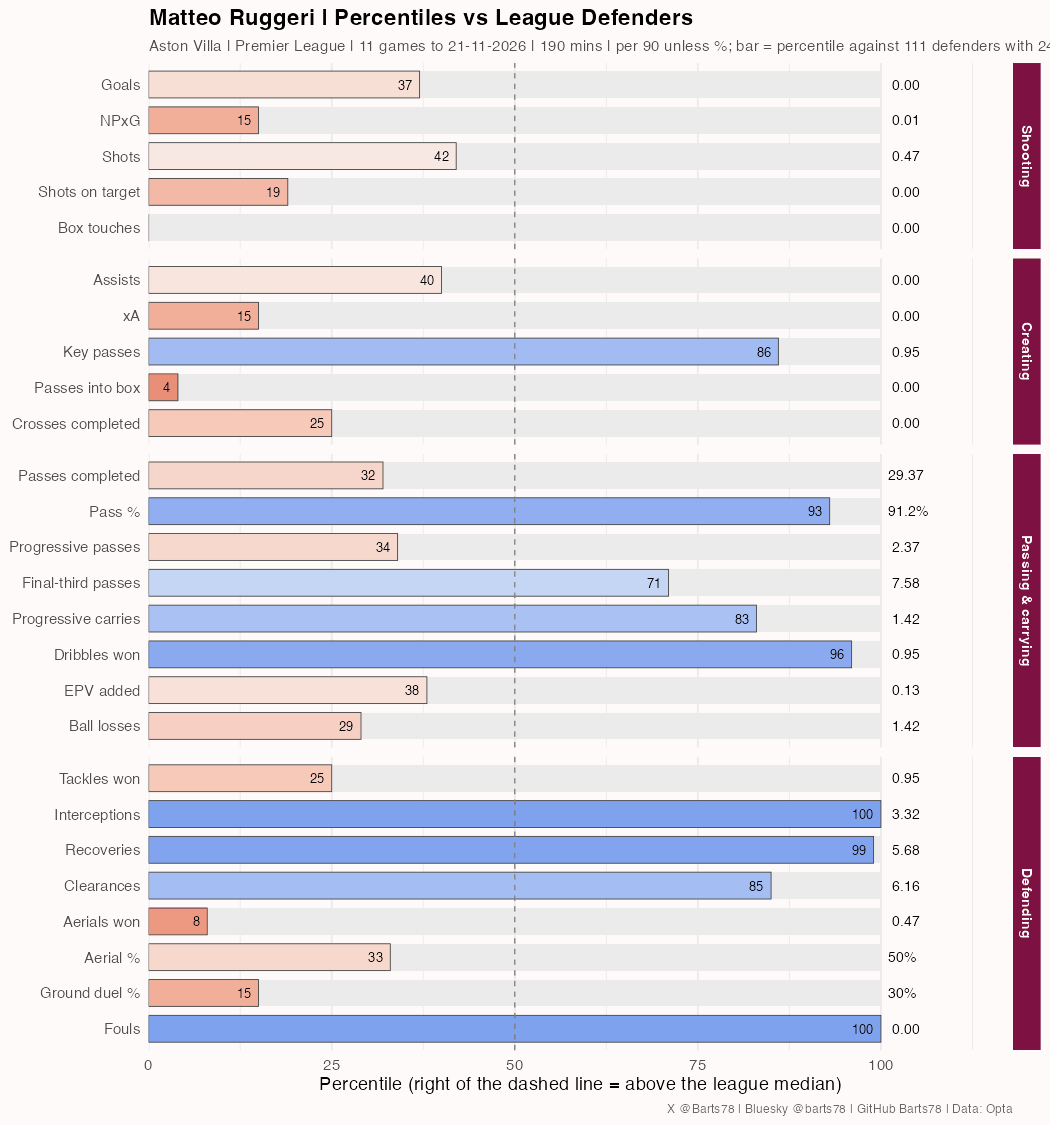 Matteo Ruggeri | Percentiles vs League Defenders
Aston Villa | Premier League | 11 games to 21-11-2026 | 190 mins | per 90 unless %; bar = percentile against 111 defenders with 24
Goals 37 0.00
NPxG 15 0.01
Shots 42 0.47
Shots on target 19 0.00
Box touches 0.00
Shooting
Assists 40 0.00
xA 15 0.00
Key passes 86 0.95
Passes into box 4 0.00
Crosses completed 25 0.00
Creating
Passes completed 32 29.37
Pass % 93 91.2%
Progressive passes 34 2.37
Final-third passes 71 7.58
Progressive carries 83 1.42
Dribbles won 96 0.95
EPV added 38 0.13
Ball losses 29 1.42
Passing & carrying
Tackles won 25 0.95
Interceptions 100 3.32
Recoveries 99 5.68
Clearances 85 6.16
Aerials won 8 0.47
Aerial % 33 50%
Ground duel % 15 30%
Fouls 100 0.00
Defending
0 25 50 75 100
Percentile (right of the dashed line = above the league median)
X @Barts78 | Bluesky @barts78 | GitHub Barts78 | Data: Opta